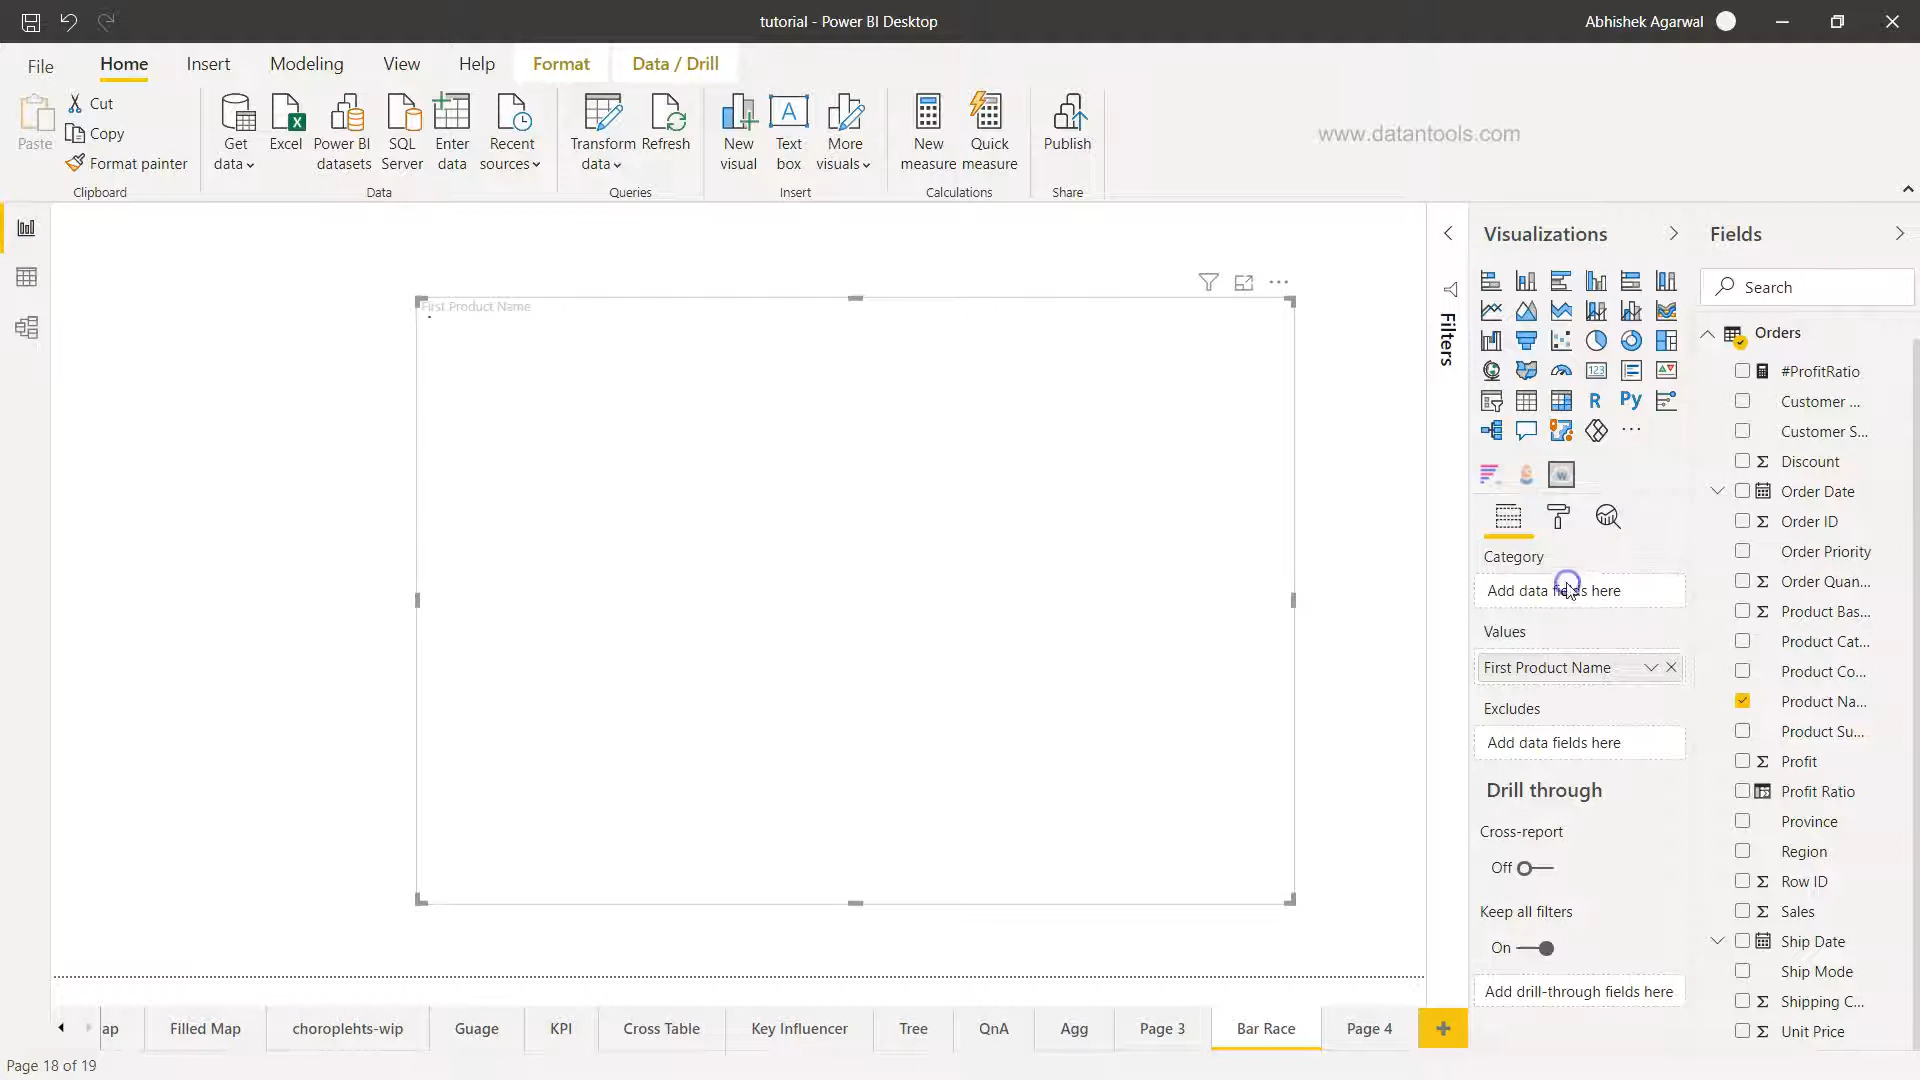 tutorial - Power BI Desktop
Abhishek Agarwal
File
Home
Insert
Modeling
View
Help
Format
Data / Drill
Paste
Cut
Copy
Format painter
Clipboard
Get data
Excel
Power BI datasets
SQL Server
Enter data
Recent sources
Data
Transform data
Refresh
Queries
New visual
Text box
More visuals
Insert
New measure
Quick measure
Calculations
Publish
Share
www.datantools.com
First Product Name
Filters
Visualizations
123
R
Py
Category
Add data fields here
Values
First Product Name
Excludes
Add data fields here
Drill through
Cross-report
Off
Keep all filters
On
Add drill-through fields here
Fields
Search
Orders
#ProfitRatio
Customer ...
Customer S...
Discount
Order Date
Order ID
Order Priority
Order Quan...
Product Bas...
Product Cat...
Product Co...
Product Na...
Product Su...
Profit
Profit Ratio
Province
Region
Row ID
Sales
Ship Date
Ship Mode
Shipping C...
Unit Price
ap
Filled Map
choroplehts-wip
Guage
KPI
Cross Table
Key Influencer
Tree
QnA
Agg
Page 3
Bar Race
Page 4
Page 18 of 19